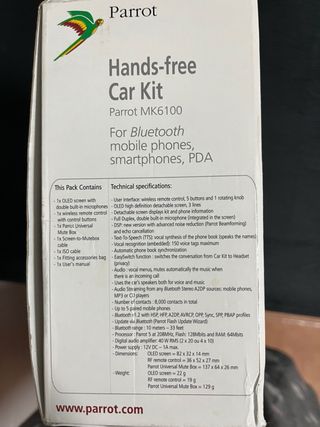 Parrot
Hands-free
Car Kit
Parrot MK6100
For Bluetooth
mobile phones,
smartphones, PDA
This Pack Contains
- 1x OLED screen with
double built-in microphones
- 1x wireless remote control
with control buttons
- 1x Parrot Universal
Mute Box
- 1x Screen-to-Mutebox
cable
- 1x ISO cable
- 1x Fitting accessories bag
- 1x User's manual
Technical specifications:
- User interface: wireless remote control, 5 buttons and 1 rotating knob
- OLED high definition detachable screen, 3 lines
- Detachable screen displays kit and phone information
- Full Duplex, double built-in microphone (integrated in the screen)
- DSP: new version with advanced noise reduction (Parrot Beamforming)
and echo cancellation
- Text-To-Speech (TTS): vocal synthesis of the phone book (speaks the names)
- Vocal recognition (embedded): 150 voice tags maximum
- Automatic phone book synchronization
- EasySwitch function : switches the conversation from Car Kit to Headset
(privacy)
- Audio : vocal menus, mutes automatically the music when
there is an incoming call
- Uses the car's speakers both for voice and music
- Audio Streaming from any Bluetooth Stereo A2DP sources: mobile phones,
MP3 or CD players
- Number of contacts : 8,000 contacts in total
- Up to 5 paired mobile phones
- Bluetooth 1.2 with HSP, HFP, A2DP, AVRCP, OPP, Sync, SPP, PBAP profiles
- Update via Bluetooth (Parrot Flash Update Wizard)
- Bluetooth range : 10 meters ~ 33 feet
- Processor : Parrot 5 at 208MHz, Flash: 128Mbits and RAM: 64Mbits
- Digital audio amplifier: 40 W RMS (2 x 20 ou 4 x 10)
- Power supply : 12V DC ~ 1A max.
- Dimensions: OLED screen = 82 x 32 x 14 mm
RF remote control = 36 x 52 x 27 mm
Parrot Universal Mute Box = 137 x 64 x 26 mm
- Weight: OLED screen = 22 g
RF remote control = 19 g
Parrot Universal Mute Box = 129 g
www.parrot.com